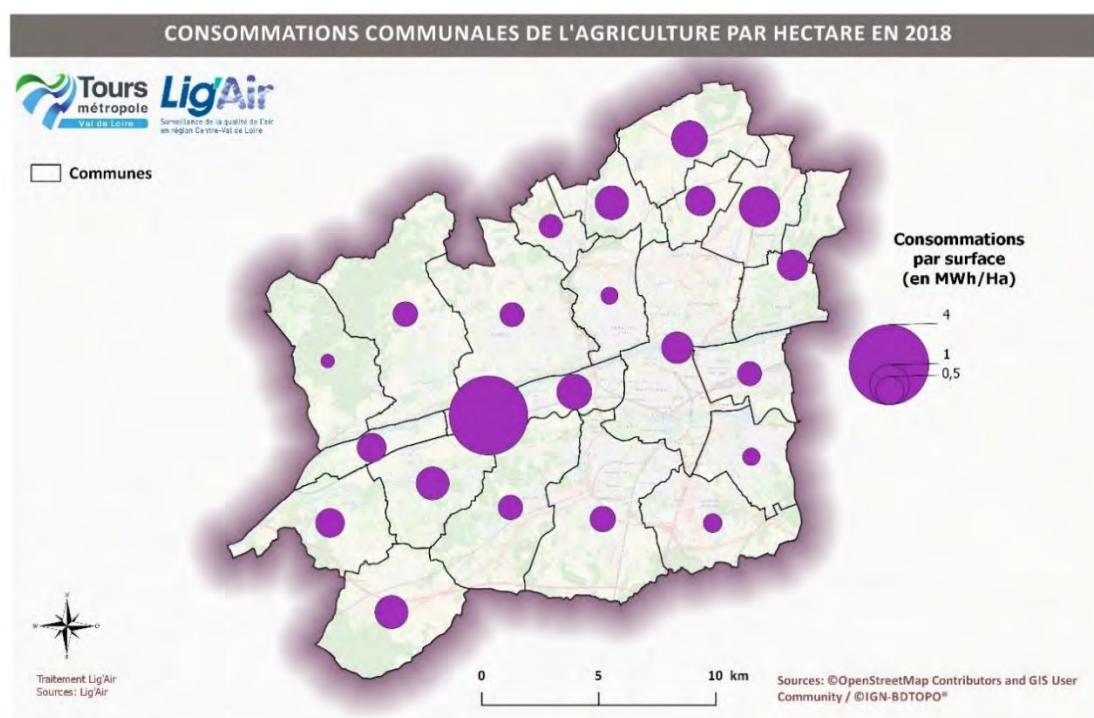 CONSOMMATIONS COMMUNALES DE L'AGRICULTURE PAR HECTARE EN 2018
Tours
métropole
Val de Loire
Lig'Air
Surveillance de la qualité de l'air
en région Centre-Val de Loire
Communes
Consommations
par surface
(en MWh/Ha)
4
1
0,5
N
W
O
S
Traitement Lig'Air
Sources: Lig'Air
0
5
10 km
Sources: ©OpenStreetMap Contributors and GIS User
Community / ©IGN-BDTOPO®